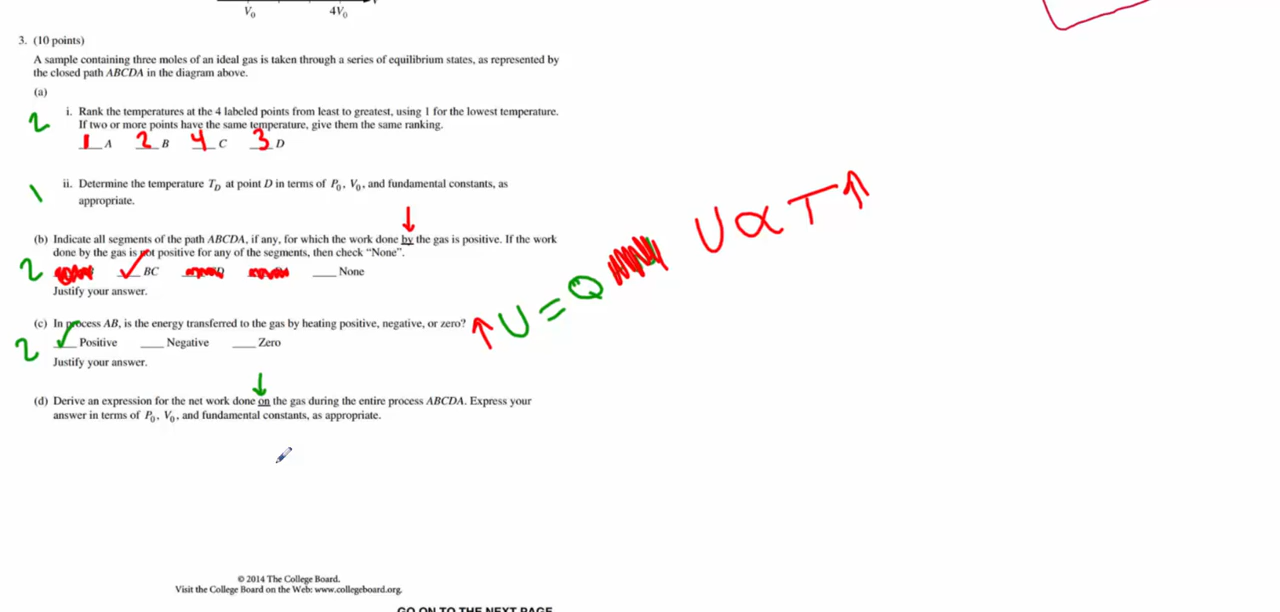 V₀ 4V₀
3. (10 points)
A sample containing three moles of an ideal gas is taken through a series of equilibrium states, as represented by
the closed path ABCDA in the diagram above.
(a)
2 i. Rank the temperatures at the 4 labeled points from least to greatest, using 1 for the lowest temperature.
If two or more points have the same temperature, give them the same ranking.
1 A 2 B 4 C 3 D
1 ii. Determine the temperature T_D at point D in terms of P₀, V₀, and fundamental constants, as
appropriate.
↓
(b) Indicate all segments of the path ABCDA, if any, for which the work done by the gas is positive. If the work
done by the gas is not positive for any of the segments, then check “None”.
2 ✓ BC ____ None
Justify your answer.
(c) In process AB, is the energy transferred to the gas by heating positive, negative, or zero?
2 ✓ Positive ____ Negative ____ Zero
Justify your answer.
↑ U = Q
U ∝ T ↑
↓
(d) Derive an expression for the net work done on the gas during the entire process ABCDA. Express your
answer in terms of P₀, V₀, and fundamental constants, as appropriate.
© 2014 The College Board.
Visit the College Board on the Web: www.collegeboard.org.
GO ON TO THE NEXT PAGE